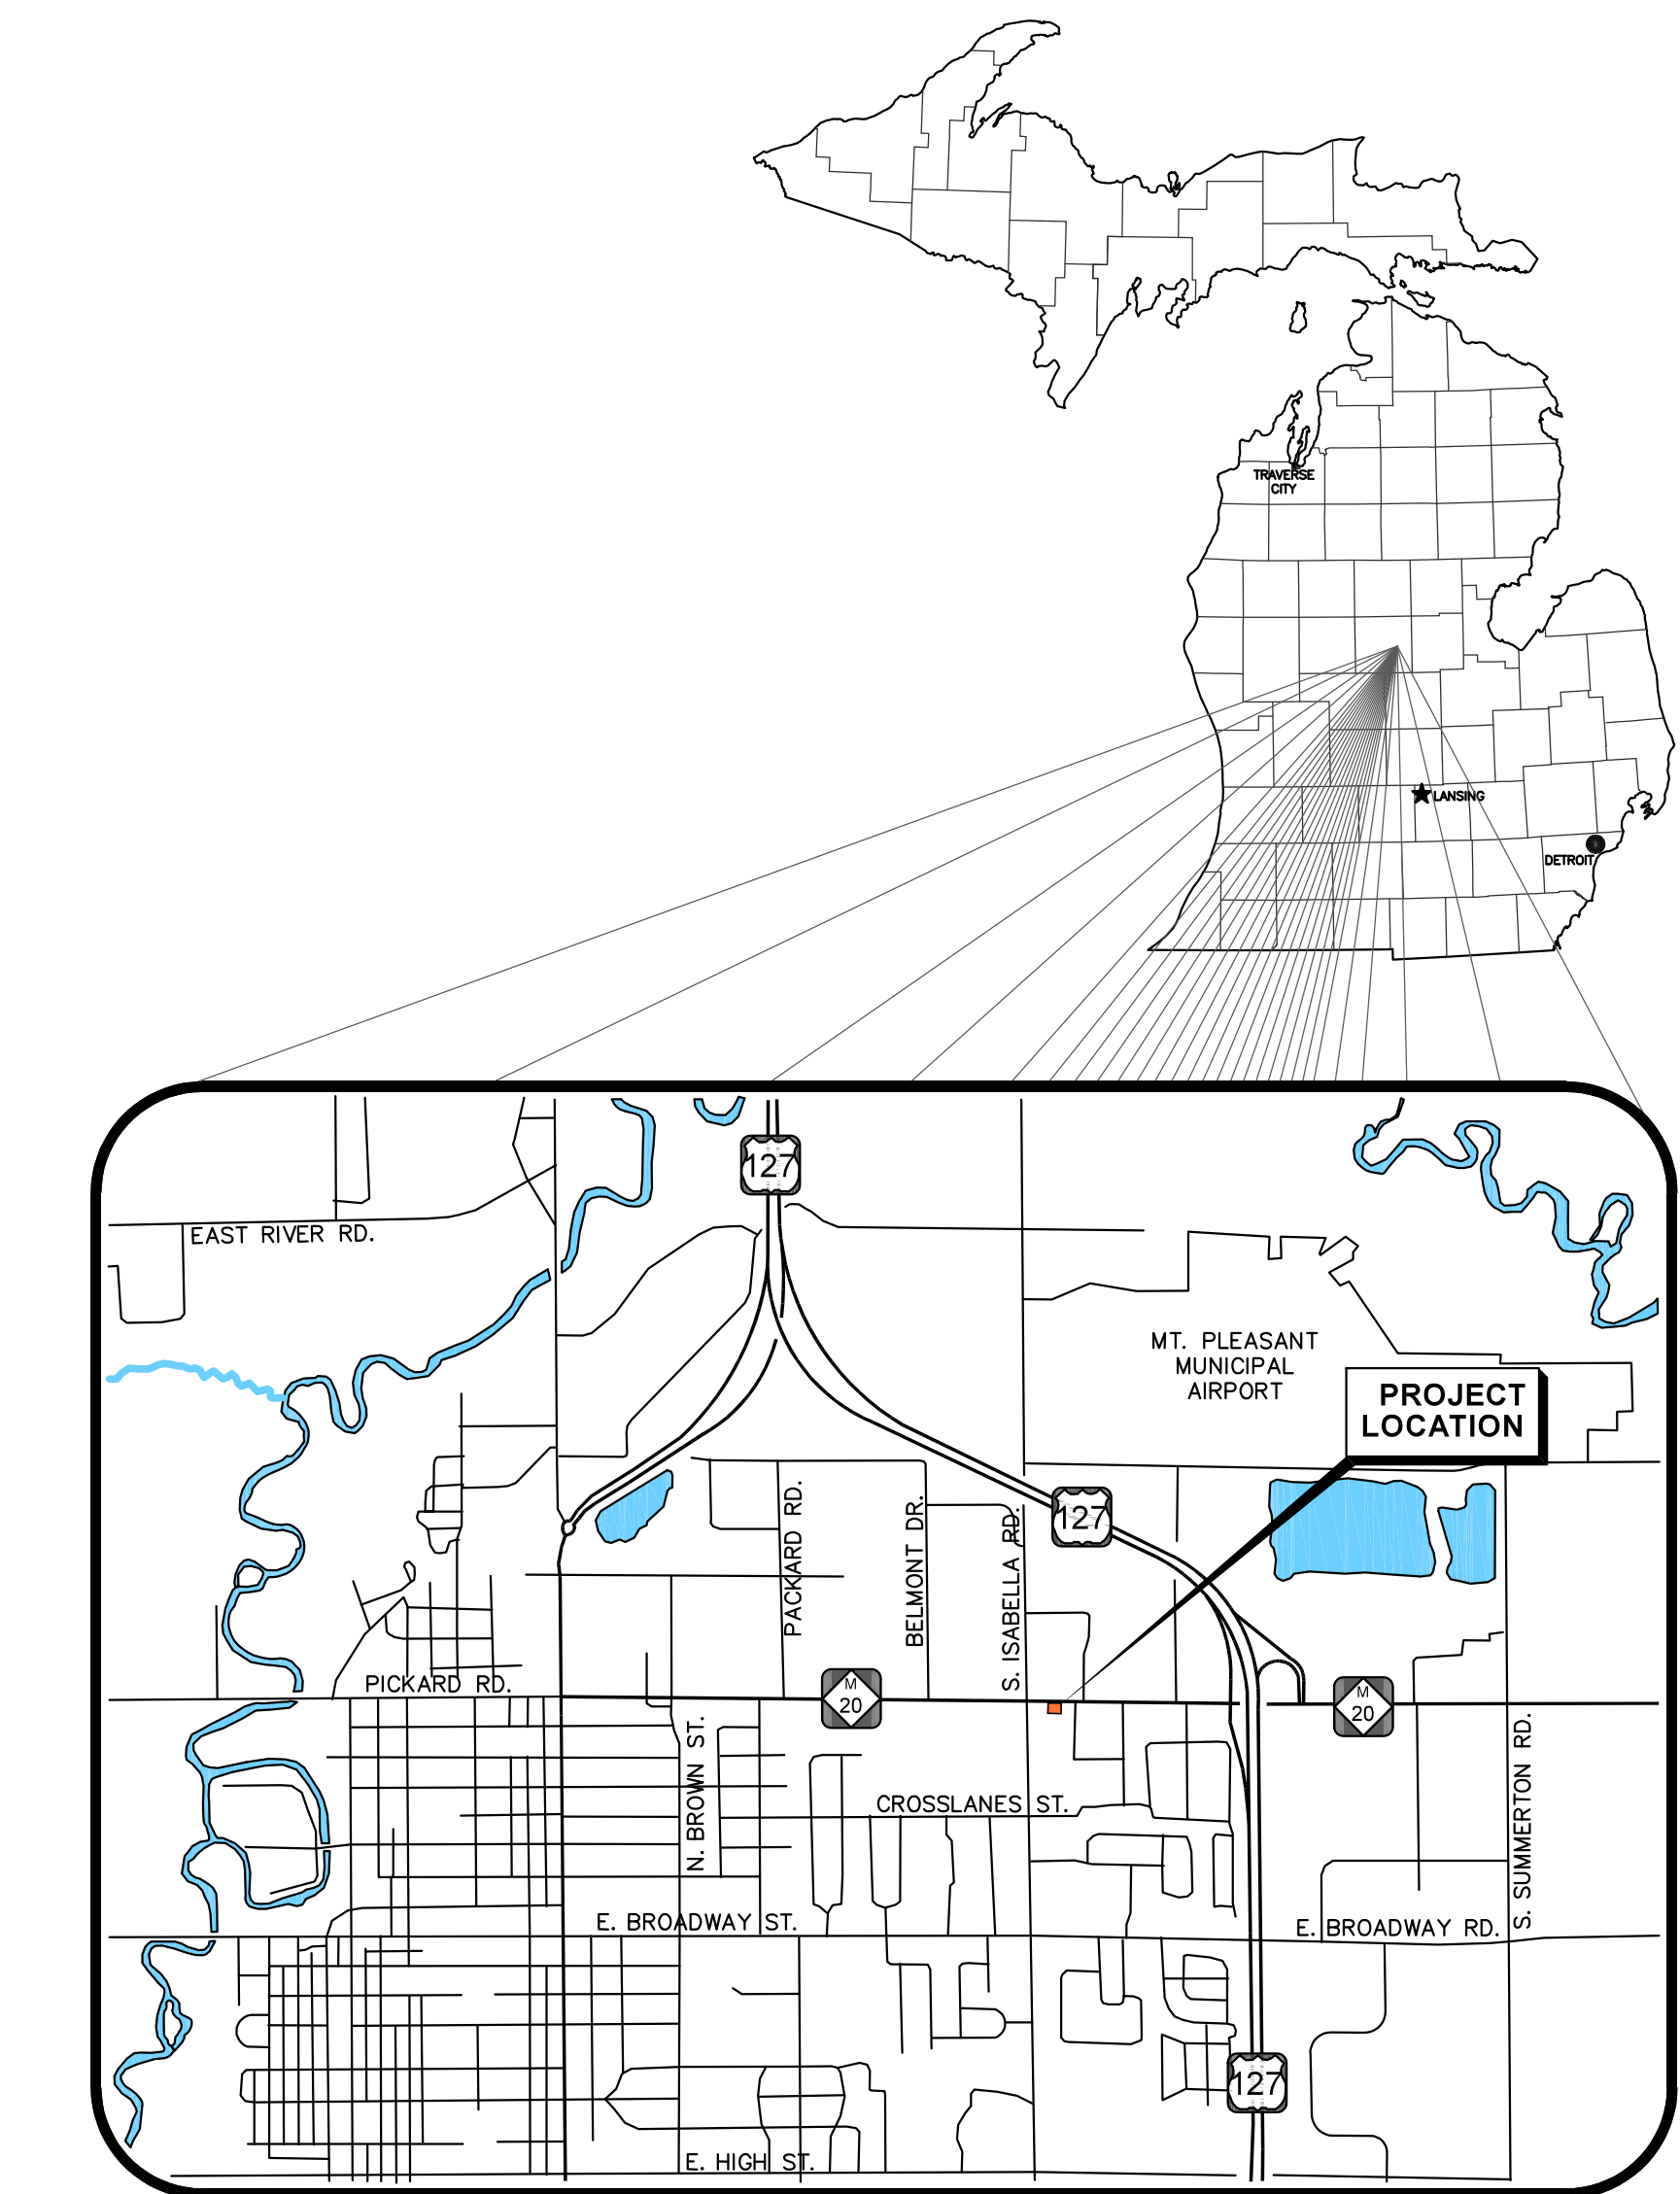 TRAVERSE
CITY
LANSING
DETROIT
127
EAST RIVER RD.
MT. PLEASANT
MUNICIPAL
AIRPORT
PROJECT
LOCATION
127
PACKARD RD.
BELMONT DR.
S. ISABELLA RD.
PICKARD RD.
M
20
M
20
N. BROWN ST.
CROSSLANES ST.
S. SUMMERTON RD.
E. BROADWAY ST.
E. BROADWAY RD.
127
E. HIGH ST.